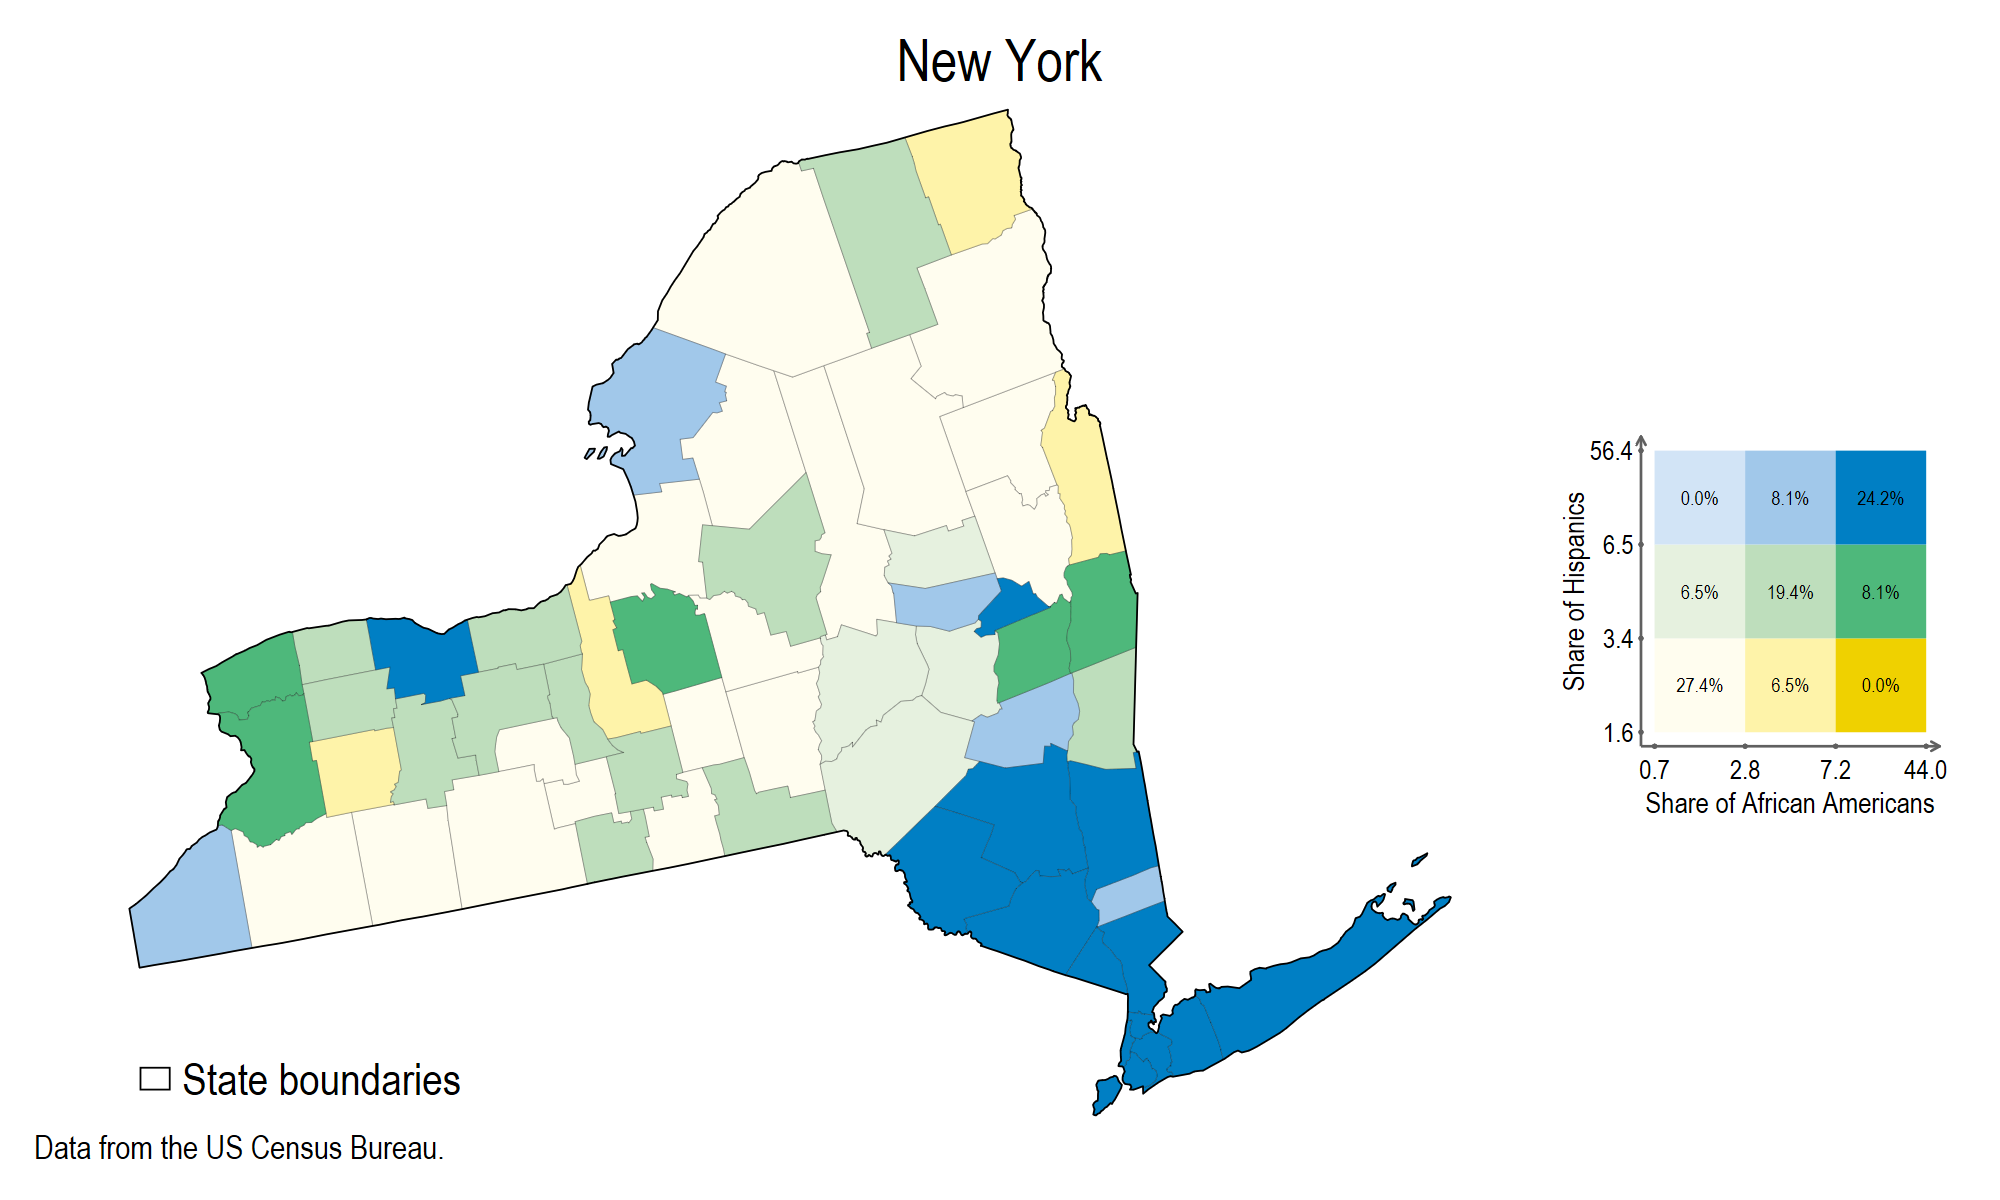 New York
56.4
0.0% 8.1% 24.2%
6.5
6.5% 19.4% 8.1%
3.4
27.4% 6.5% 0.0%
1.6
Share of Hispanics
0.7 2.8 7.2 44.0
Share of African Americans
State boundaries
Data from the US Census Bureau.